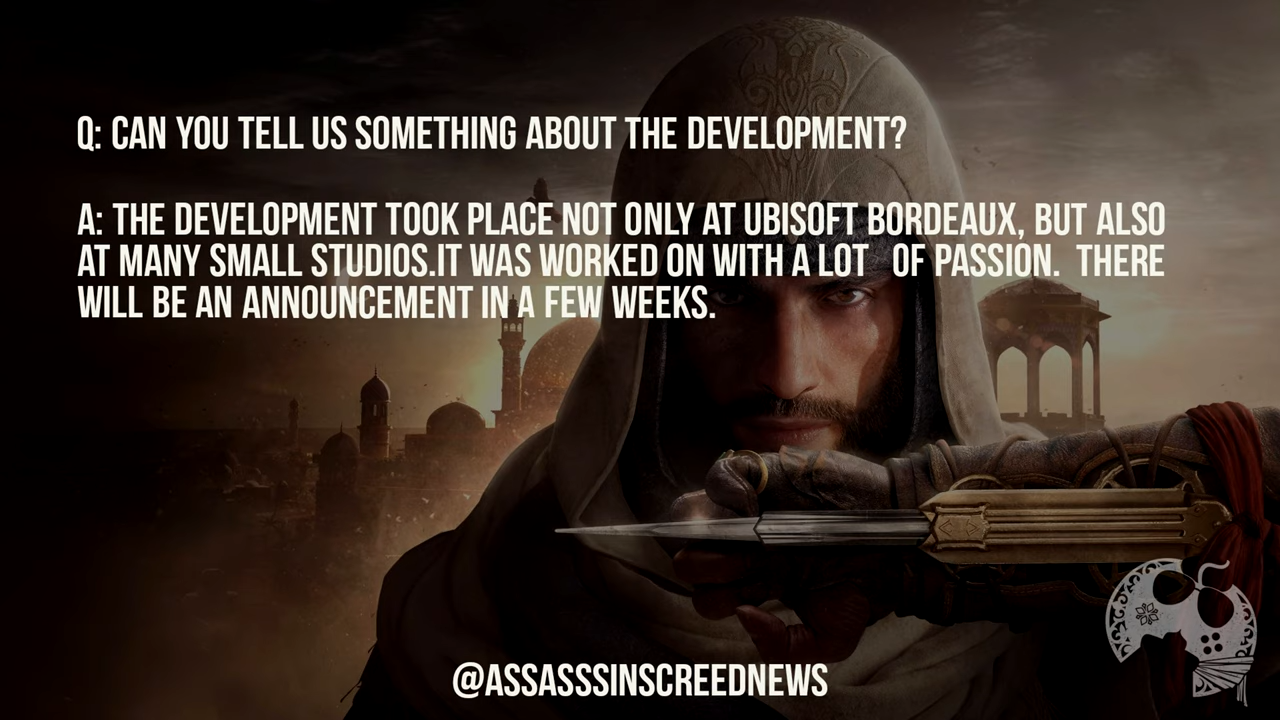 Q: CAN YOU TELL US SOMETHING ABOUT THE DEVELOPMENT?
A: THE DEVELOPMENT TOOK PLACE NOT ONLY AT UBISOFT BORDEAUX, BUT ALSO
AT MANY SMALL STUDIOS.IT WAS WORKED ON WITH A LOT   OF PASSION.  THERE
WILL BE AN ANNOUNCEMENT IN A FEW WEEKS.
@ASSASSSINSCREEDNEWS